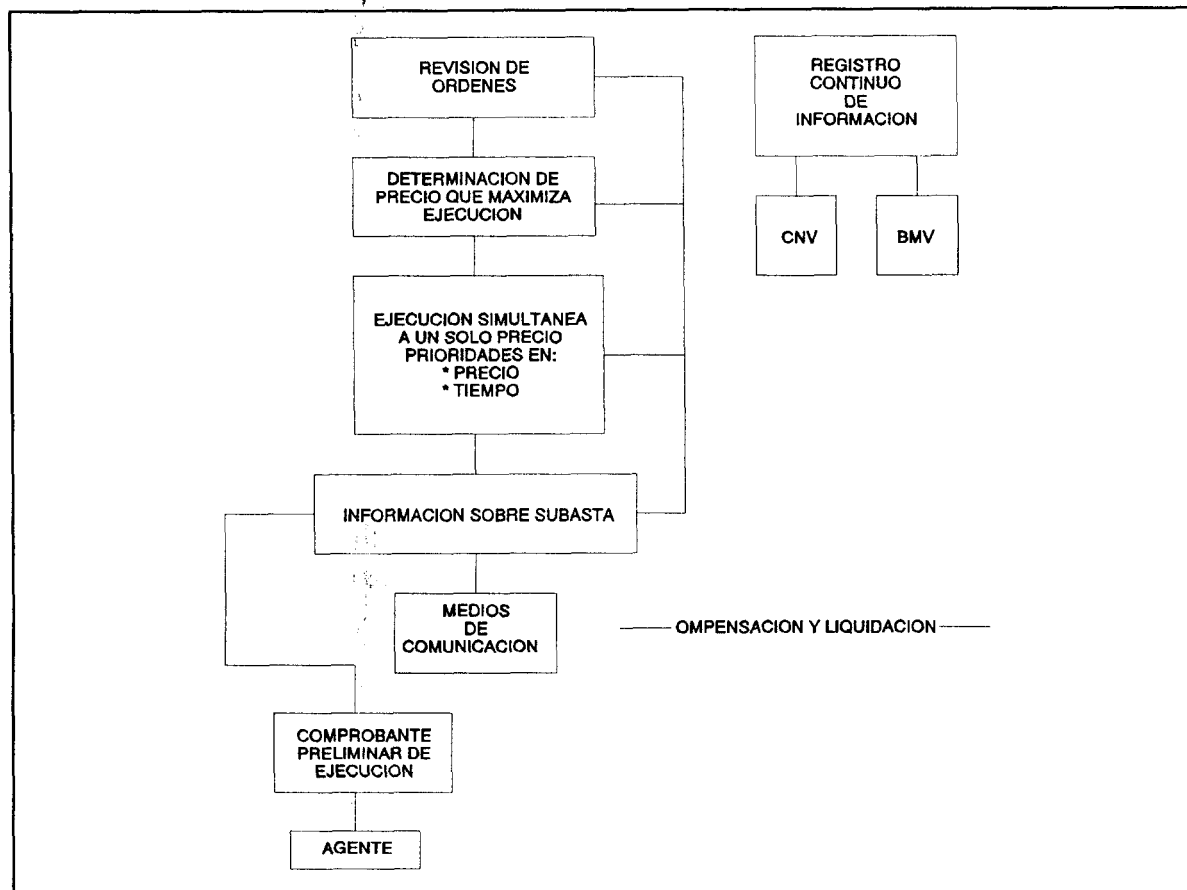 REVISION DE
ORDENES
REGISTRO
CONTINUO
DE
INFORMACION
DETERMINACION DE
PRECIO QUE MAXIMIZA
EJECUCION
CNV
BMV
EJECUCION SIMULTANEA
A UN SOLO PRECIO
PRIORIDADES EN:
* PRECIO
* TIEMPO
INFORMACION SOBRE SUBASTA
MEDIOS
DE
COMUNICACION
OMPENSACION Y LIQUIDACION
COMPROBANTE
PRELIMINAR DE
EJECUCION
AGENTE